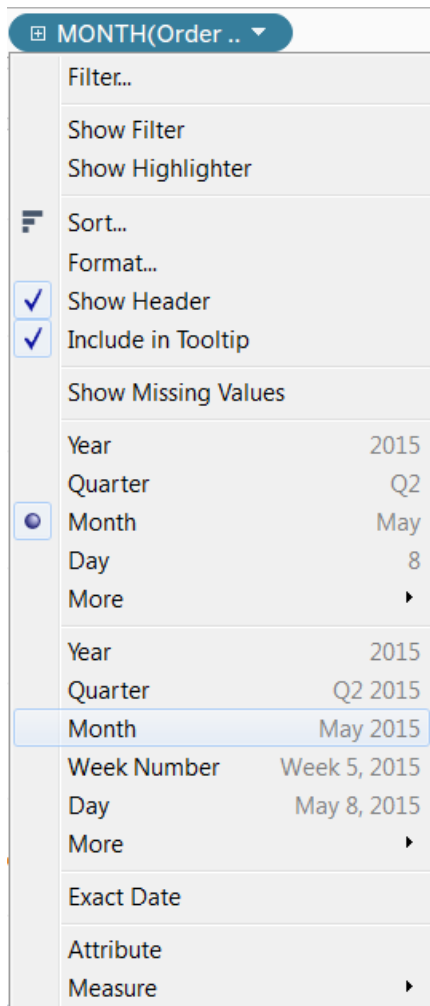 MONTH(Order ..
Filter...
Show Filter
Show Highlighter
Sort...
Format...
Show Header
Include in Tooltip
Show Missing Values
Year 2015
Quarter Q2
Month May
Day 8
More
Year 2015
Quarter Q2 2015
Month May 2015
Week Number Week 5, 2015
Day May 8, 2015
More
Exact Date
Attribute
Measure